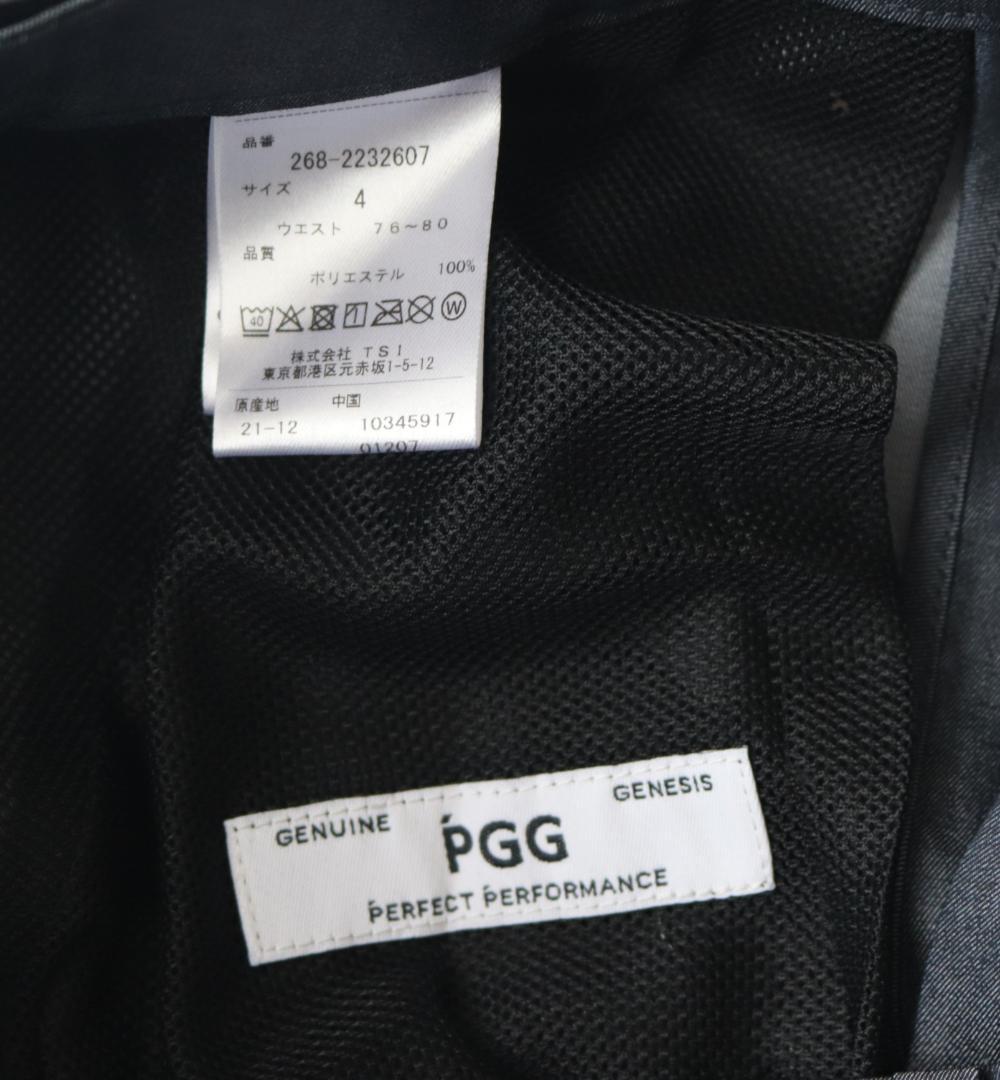 品番
268-2232607
サイズ
4
ウエスト 76~80
品質
ポリエステル 100%
40 W
株式会社 TSI
東京都港区元赤坂1-5-12
原産地 中国
21-12 10345917
01207
GENUINE GENESIS
PGG
PERFECT PERFORMANCE